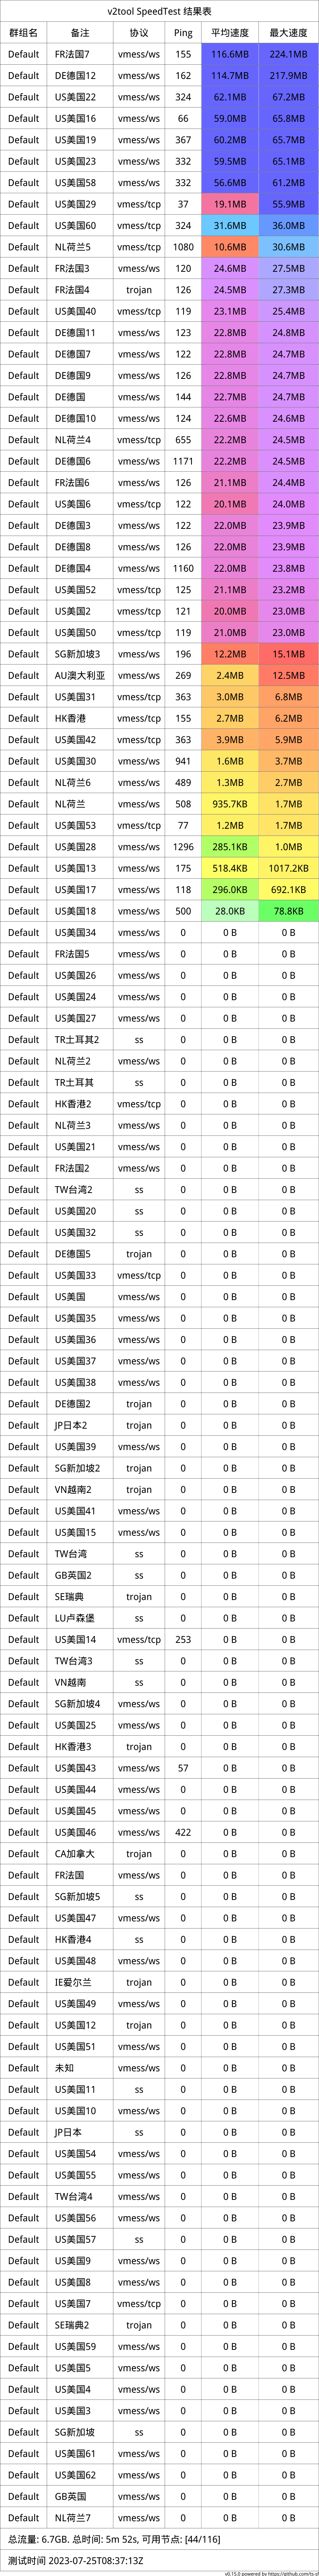 v2tool SpeedTest 结果表
群组名 备注 协议 Ping 平均速度 最大速度
Default FR法国7 vmess/ws 155 116.6MB 224.1MB
Default DE德国12 vmess/ws 162 114.7MB 217.9MB
Default US美国22 vmess/ws 324 62.1MB 67.2MB
Default US美国16 vmess/ws 66 59.0MB 65.8MB
Default US美国19 vmess/ws 367 60.2MB 65.7MB
Default US美国23 vmess/ws 332 59.5MB 65.1MB
Default US美国58 vmess/ws 332 56.6MB 61.2MB
Default US美国29 vmess/tcp 37 19.1MB 55.9MB
Default US美国60 vmess/tcp 324 31.6MB 36.0MB
Default NL荷兰5 vmess/tcp 1080 10.6MB 30.6MB
Default FR法国3 vmess/ws 120 24.6MB 27.5MB
Default FR法国4 trojan 126 24.5MB 27.3MB
Default US美国40 vmess/tcp 119 23.1MB 25.4MB
Default DE德国11 vmess/ws 123 22.8MB 24.8MB
Default DE德国7 vmess/ws 122 22.8MB 24.7MB
Default DE德国9 vmess/ws 126 22.8MB 24.7MB
Default DE德国 vmess/ws 144 22.7MB 24.7MB
Default DE德国10 vmess/ws 124 22.6MB 24.6MB
Default NL荷兰4 vmess/tcp 655 22.2MB 24.5MB
Default DE德国6 vmess/ws 1171 22.2MB 24.5MB
Default FR法国6 vmess/ws 126 21.1MB 24.4MB
Default US美国6 vmess/tcp 122 20.1MB 24.0MB
Default DE德国3 vmess/ws 122 22.0MB 23.9MB
Default DE德国8 vmess/ws 126 22.0MB 23.9MB
Default DE德国4 vmess/ws 1160 22.0MB 23.8MB
Default US美国52 vmess/ws 125 21.1MB 23.2MB
Default US美国2 vmess/tcp 121 20.0MB 23.0MB
Default US美国50 vmess/tcp 119 21.0MB 23.0MB
Default SG新加坡3 vmess/ws 196 12.2MB 15.1MB
Default AU澳大利亚 vmess/ws 269 2.4MB 12.5MB
Default US美国31 vmess/tcp 363 3.0MB 6.8MB
Default HK香港 vmess/tcp 155 2.7MB 6.2MB
Default US美国42 vmess/tcp 363 3.9MB 5.9MB
Default US美国30 vmess/ws 941 1.6MB 3.7MB
Default NL荷兰6 vmess/ws 489 1.3MB 2.7MB
Default NL荷兰 vmess/ws 508 935.7KB 1.7MB
Default US美国53 vmess/tcp 77 1.2MB 1.7MB
Default US美国28 vmess/ws 1296 285.1KB 1.0MB
Default US美国13 vmess/ws 175 518.4KB 1017.2KB
Default US美国17 vmess/ws 118 296.0KB 692.1KB
Default US美国18 vmess/ws 500 28.0KB 78.8KB
Default US美国34 vmess/ws 0 0 B 0 B
Default FR法国5 vmess/ws 0 0 B 0 B
Default US美国26 vmess/ws 0 0 B 0 B
Default US美国24 vmess/ws 0 0 B 0 B
Default US美国27 vmess/ws 0 0 B 0 B
Default TR土耳其2 ss 0 0 B 0 B
Default NL荷兰2 vmess/ws 0 0 B 0 B
Default TR土耳其 ss 0 0 B 0 B
Default HK香港2 vmess/tcp 0 0 B 0 B
Default NL荷兰3 vmess/ws 0 0 B 0 B
Default US美国21 vmess/ws 0 0 B 0 B
Default FR法国2 vmess/ws 0 0 B 0 B
Default TW台湾2 ss 0 0 B 0 B
Default US美国20 ss 0 0 B 0 B
Default US美国32 ss 0 0 B 0 B
Default DE德国5 trojan 0 0 B 0 B
Default US美国33 vmess/tcp 0 0 B 0 B
Default US美国 vmess/ws 0 0 B 0 B
Default US美国35 vmess/ws 0 0 B 0 B
Default US美国36 vmess/ws 0 0 B 0 B
Default US美国37 vmess/ws 0 0 B 0 B
Default US美国38 vmess/ws 0 0 B 0 B
Default DE德国2 trojan 0 0 B 0 B
Default JP日本2 trojan 0 0 B 0 B
Default US美国39 vmess/ws 0 0 B 0 B
Default SG新加坡2 trojan 0 0 B 0 B
Default VN越南2 trojan 0 0 B 0 B
Default US美国41 vmess/ws 0 0 B 0 B
Default US美国15 vmess/ws 0 0 B 0 B
Default TW台湾 ss 0 0 B 0 B
Default GB英国2 ss 0 0 B 0 B
Default SE瑞典 trojan 0 0 B 0 B
Default LU卢森堡 ss 0 0 B 0 B
Default US美国14 vmess/tcp 253 0 B 0 B
Default TW台湾3 ss 0 0 B 0 B
Default VN越南 ss 0 0 B 0 B
Default SG新加坡4 vmess/ws 0 0 B 0 B
Default US美国25 vmess/ws 0 0 B 0 B
Default HK香港3 trojan 0 0 B 0 B
Default US美国43 vmess/ws 57 0 B 0 B
Default US美国44 vmess/ws 0 0 B 0 B
Default US美国45 vmess/ws 0 0 B 0 B
Default US美国46 vmess/ws 422 0 B 0 B
Default CA加拿大 trojan 0 0 B 0 B
Default FR法国 vmess/ws 0 0 B 0 B
Default SG新加坡5 ss 0 0 B 0 B
Default US美国47 vmess/ws 0 0 B 0 B
Default HK香港4 ss 0 0 B 0 B
Default US美国48 vmess/ws 0 0 B 0 B
Default IE爱尔兰 trojan 0 0 B 0 B
Default US美国49 vmess/ws 0 0 B 0 B
Default US美国12 trojan 0 0 B 0 B
Default US美国51 vmess/ws 0 0 B 0 B
Default 未知 vmess/ws 0 0 B 0 B
Default US美国11 ss 0 0 B 0 B
Default US美国10 vmess/ws 0 0 B 0 B
Default JP日本 ss 0 0 B 0 B
Default US美国54 vmess/ws 0 0 B 0 B
Default US美国55 vmess/ws 0 0 B 0 B
Default TW台湾4 vmess/ws 0 0 B 0 B
Default US美国56 vmess/ws 0 0 B 0 B
Default US美国57 ss 0 0 B 0 B
Default US美国9 vmess/ws 0 0 B 0 B
Default US美国8 vmess/ws 0 0 B 0 B
Default US美国7 vmess/tcp 0 0 B 0 B
Default SE瑞典2 trojan 0 0 B 0 B
Default US美国59 vmess/ws 0 0 B 0 B
Default US美国5 vmess/ws 0 0 B 0 B
Default US美国4 vmess/ws 0 0 B 0 B
Default US美国3 vmess/ws 0 0 B 0 B
Default SG新加坡 ss 0 0 B 0 B
Default US美国61 vmess/ws 0 0 B 0 B
Default US美国62 vmess/ws 0 0 B 0 B
Default GB英国 vmess/ws 0 0 B 0 B
Default NL荷兰7 vmess/ws 0 0 B 0 B
总流量: 6.7GB. 总时间: 5m 52s, 可用节点: [44/116]
测试时间 2023-07-25T08:37:13Z
v0.15.0 powered by https://github.com/ts-sf